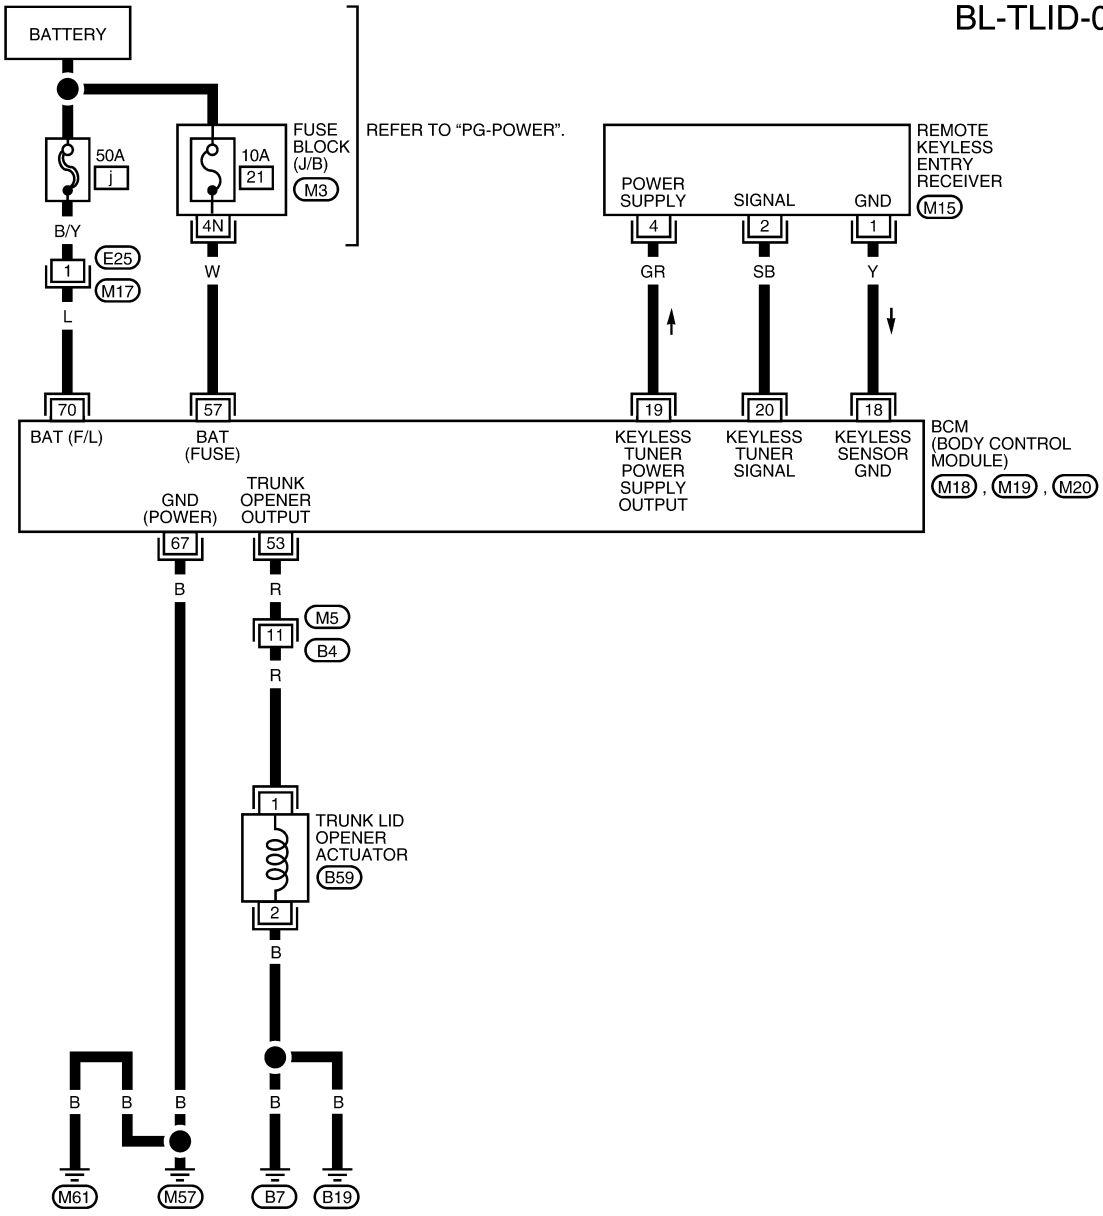 BL-TLID-0
BATTERY
50A
j
10A
21
FUSE
BLOCK
(J/B)
M3
REFER TO “PG-POWER”.
4N
B/Y
W
1
E25
M17
L
POWER
SUPPLY
SIGNAL
GND
REMOTE
KEYLESS
ENTRY
RECEIVER
M15
4
2
1
GR
SB
Y
70
57
19
20
18
BAT (F/L)
BAT
(FUSE)
KEYLESS
TUNER
POWER
SUPPLY
OUTPUT
KEYLESS
TUNER
SIGNAL
KEYLESS
SENSOR
GND
BCM
(BODY CONTROL
MODULE)
M18 , M19 , M20
GND
(POWER)
TRUNK
OPENER
OUTPUT
67
53
B
R
11
M5
B4
R
1
TRUNK LID
OPENER
ACTUATOR
B59
2
B
B
B
B
B
B
M61
M57
B7
B19